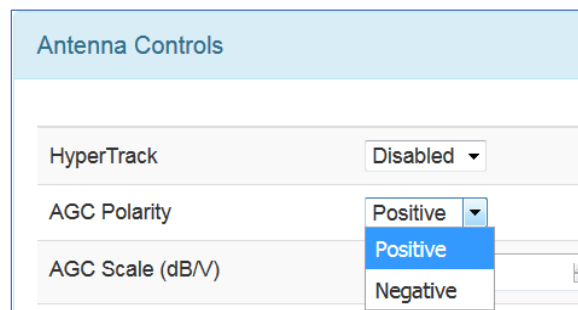 Antenna Controls
HyperTrack Disabled
AGC Polarity Positive
Positive
AGC Scale (dB/V)
Negative